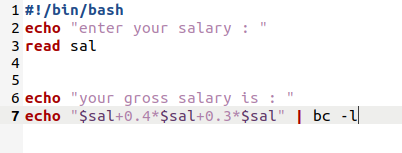 1 #!/bin/bash
2 echo "enter your salary : "
3 read sal
4
5
6 echo "your gross salary is : "
7 echo "$sal+0.4*$sal+0.3*$sal" | bc -l